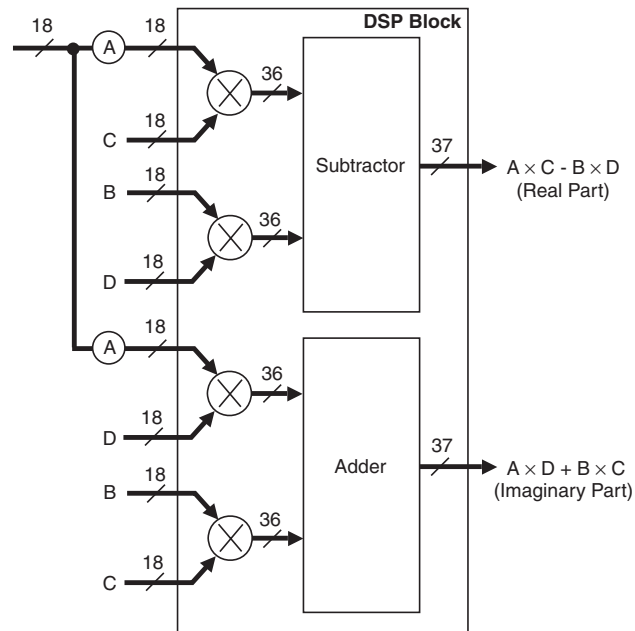 DSP Block
18
A
18
C
18
36
Subtractor
37
A × C - B × D
(Real Part)
B
18
D
18
36
A
18
D
18
36
Adder
37
A × D + B × C
(Imaginary Part)
B
18
C
18
36